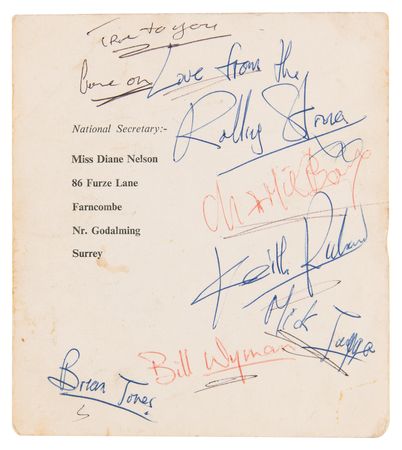 True to you
Love from the
Rolling Stones
National Secretary:-
Miss Diane Nelson
86 Furze Lane
Farncombe
Nr. Godalming
Surrey
Keith Richard
Mick Jagger
Bill Wyman
Brian Jones